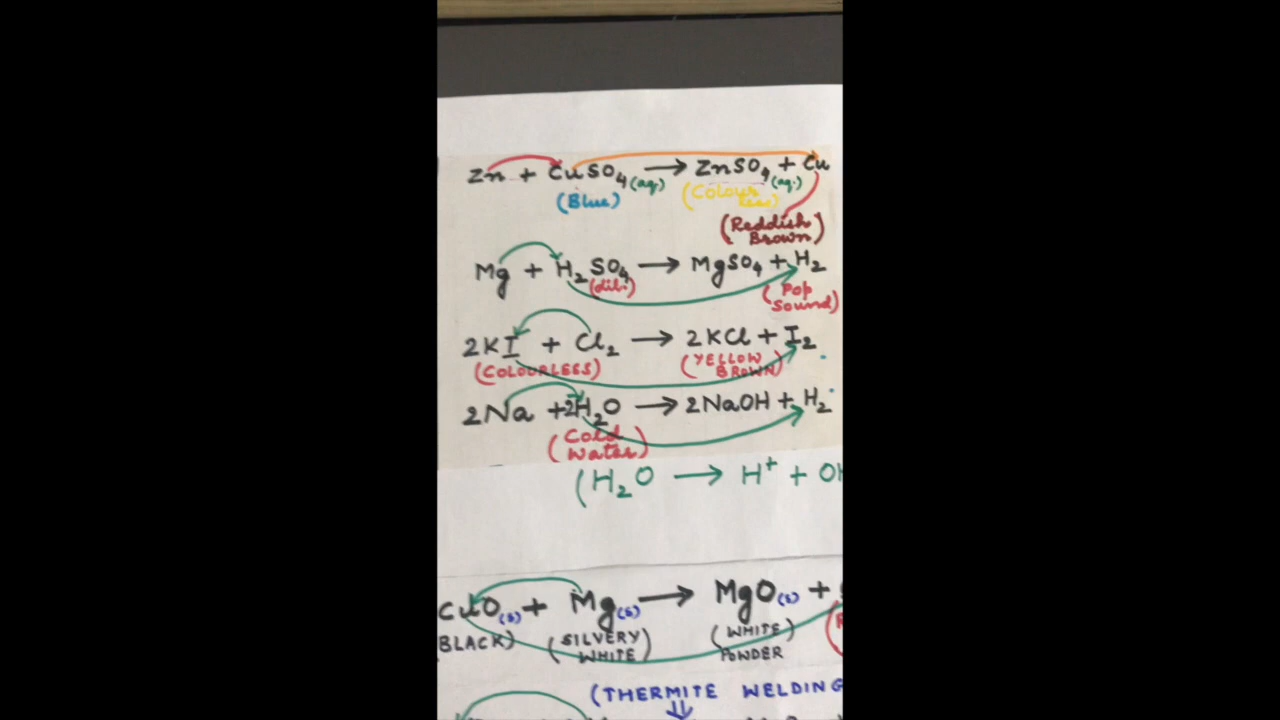 Zn + CuSO₄(aq.) → ZnSO₄(aq.) + Cu
(Blue) (Colourless)
(Reddish Brown)
Mg + H₂SO₄ → MgSO₄ + H₂
(dil.) (Pop Sound)
2KI + Cl₂ → 2KCl + I₂
(COLOURLESS) (YELLOW BROWN)
2Na + 2H₂O → 2NaOH + H₂
(Cold Water)
(H₂O → H⁺ + OH
CuO(s) + Mg(s) → MgO(s) +
BLACK) (SILVERY WHITE) (WHITE) POWDER
(THERMITE WELDING